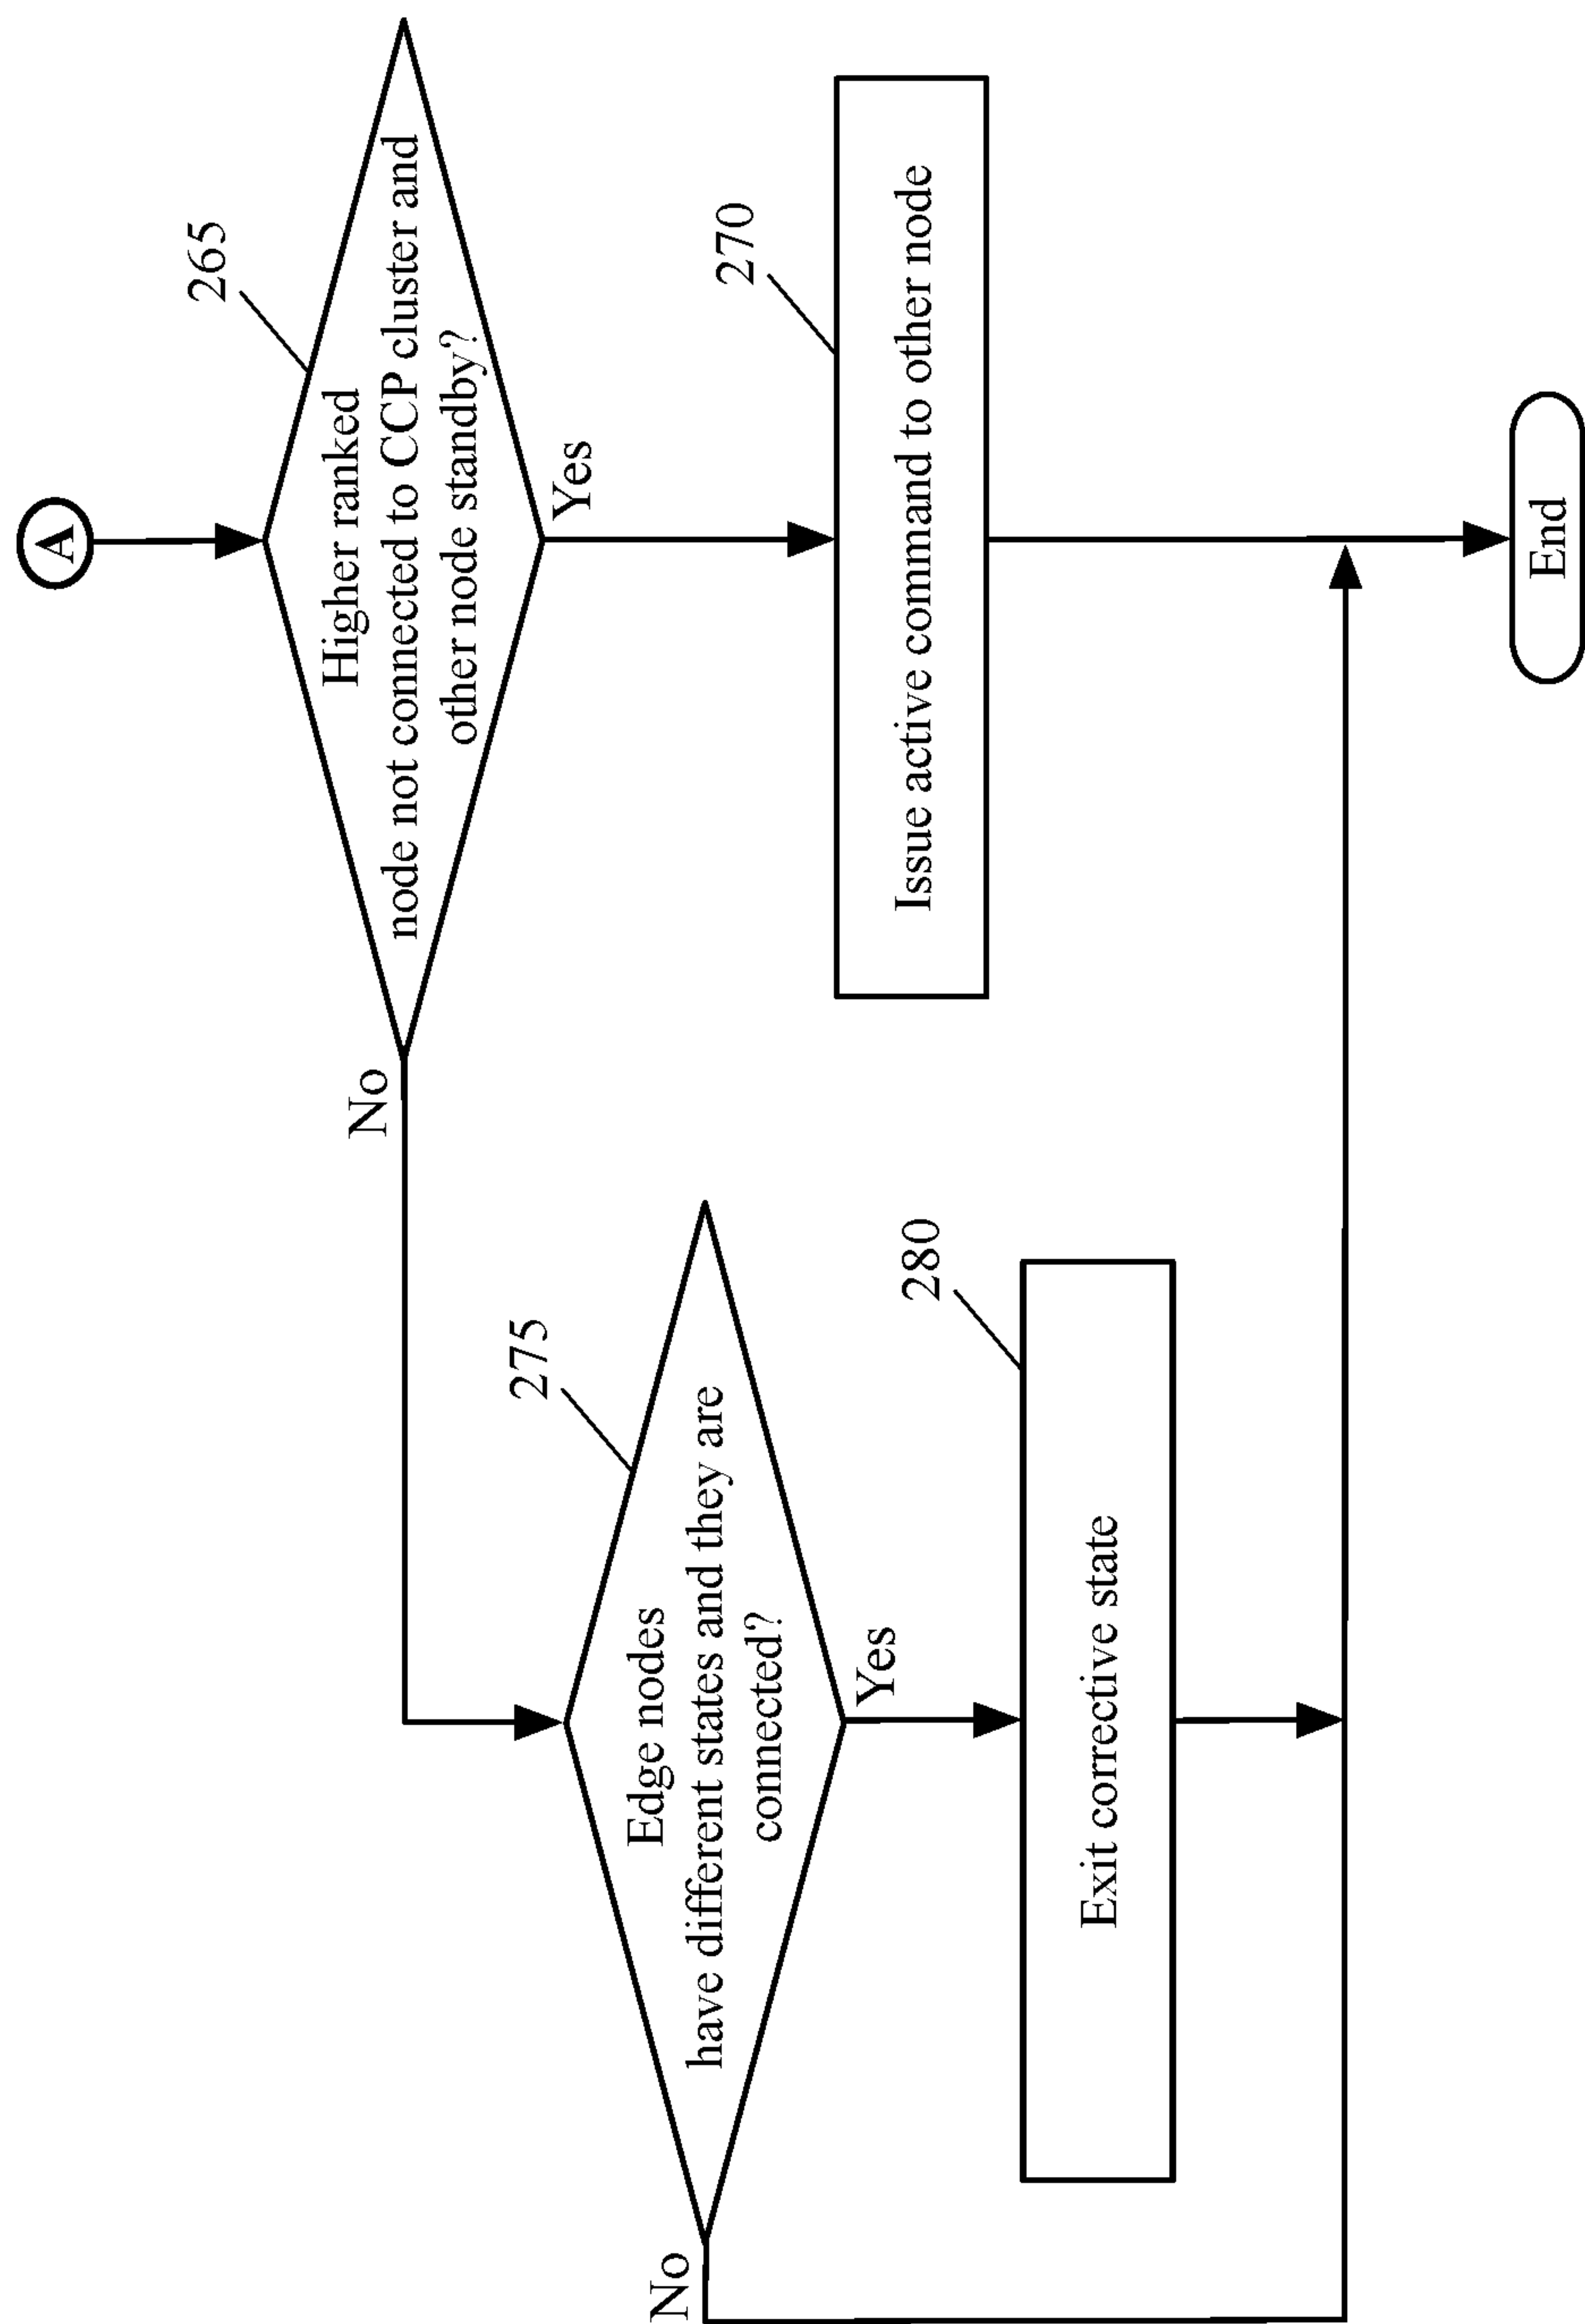 A
265
Higher ranked
node not connected to CCP cluster and
other node standby?
No
Yes
270
Issue active command to other node
275
Edge nodes
have different states and they are
connected?
No
Yes
280
Exit corrective state
End